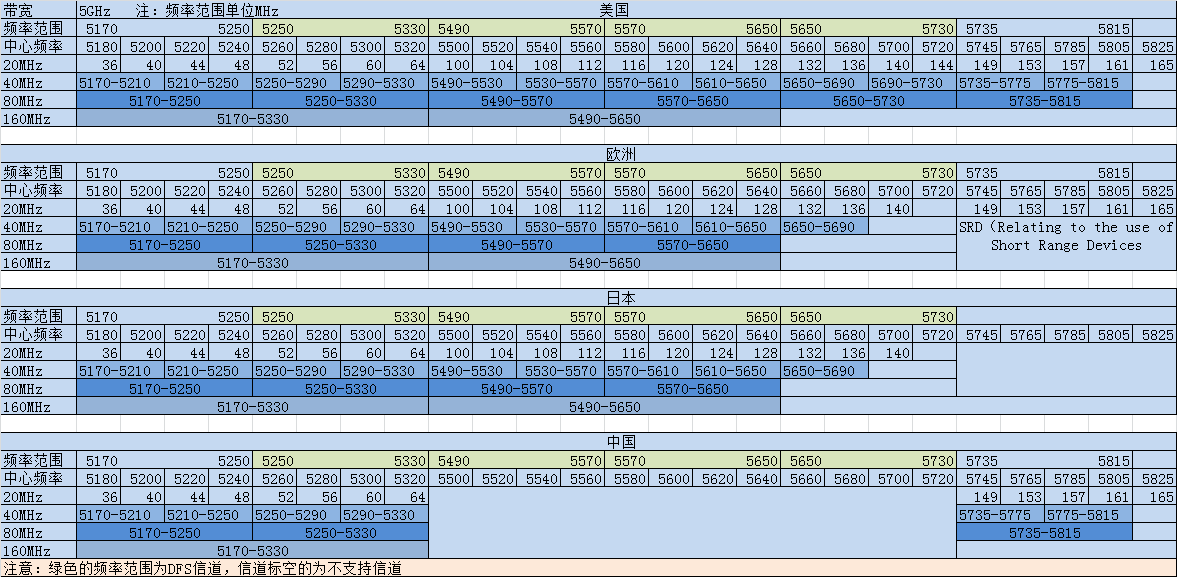 带宽 5GHz 注：频率范围单位MHz 美国
频率范围 5170 5250 5250 5330 5490 5570 5570 5650 5650 5730 5735 5815
中心频率 5180 5200 5220 5240 5260 5280 5300 5320 5500 5520 5540 5560 5580 5600 5620 5640 5660 5680 5700 5720 5745 5765 5785 5805 5825
20MHz 36 40 44 48 52 56 60 64 100 104 108 112 116 120 124 128 132 136 140 144 149 153 157 161 165
40MHz 5170-5210 5210-5250 5250-5290 5290-5330 5490-5530 5530-5570 5570-5610 5610-5650 5650-5690 5690-5730 5735-5775 5775-5815
80MHz 5170-5250 5250-5330 5490-5570 5570-5650 5650-5730 5735-5815
160MHz 5170-5330 5490-5650
欧洲
频率范围 5170 5250 5250 5330 5490 5570 5570 5650 5650 5730 5735 5815
中心频率 5180 5200 5220 5240 5260 5280 5300 5320 5500 5520 5540 5560 5580 5600 5620 5640 5660 5680 5700 5720 5745 5765 5785 5805 5825
20MHz 36 40 44 48 52 56 60 64 100 104 108 112 116 120 124 128 132 136 140 149 153 157 161 165
40MHz 5170-5210 5210-5250 5250-5290 5290-5330 5490-5530 5530-5570 5570-5610 5610-5650 5650-5690 SRD（Relating to the use of
80MHz 5170-5250 5250-5330 5490-5570 5570-5650 Short Range Devices
160MHz 5170-5330 5490-5650
日本
频率范围 5170 5250 5250 5330 5490 5570 5570 5650 5650 5730
中心频率 5180 5200 5220 5240 5260 5280 5300 5320 5500 5520 5540 5560 5580 5600 5620 5640 5660 5680 5700 5720 5745 5765 5785 5805 5825
20MHz 36 40 44 48 52 56 60 64 100 104 108 112 116 120 124 128 132 136 140
40MHz 5170-5210 5210-5250 5250-5290 5290-5330 5490-5530 5530-5570 5570-5610 5610-5650 5650-5690
80MHz 5170-5250 5250-5330 5490-5570 5570-5650
160MHz 5170-5330 5490-5650
中国
频率范围 5170 5250 5250 5330 5490 5570 5570 5650 5650 5730 5735 5815
中心频率 5180 5200 5220 5240 5260 5280 5300 5320 5500 5520 5540 5560 5580 5600 5620 5640 5660 5680 5700 5720 5745 5765 5785 5805 5825
20MHz 36 40 44 48 52 56 60 64 149 153 157 161 165
40MHz 5170-5210 5210-5250 5250-5290 5290-5330 5735-5775 5775-5815
80MHz 5170-5250 5250-5330 5735-5815
160MHz 5170-5330
注意：绿色的频率范围为DFS信道，信道标空的为不支持信道